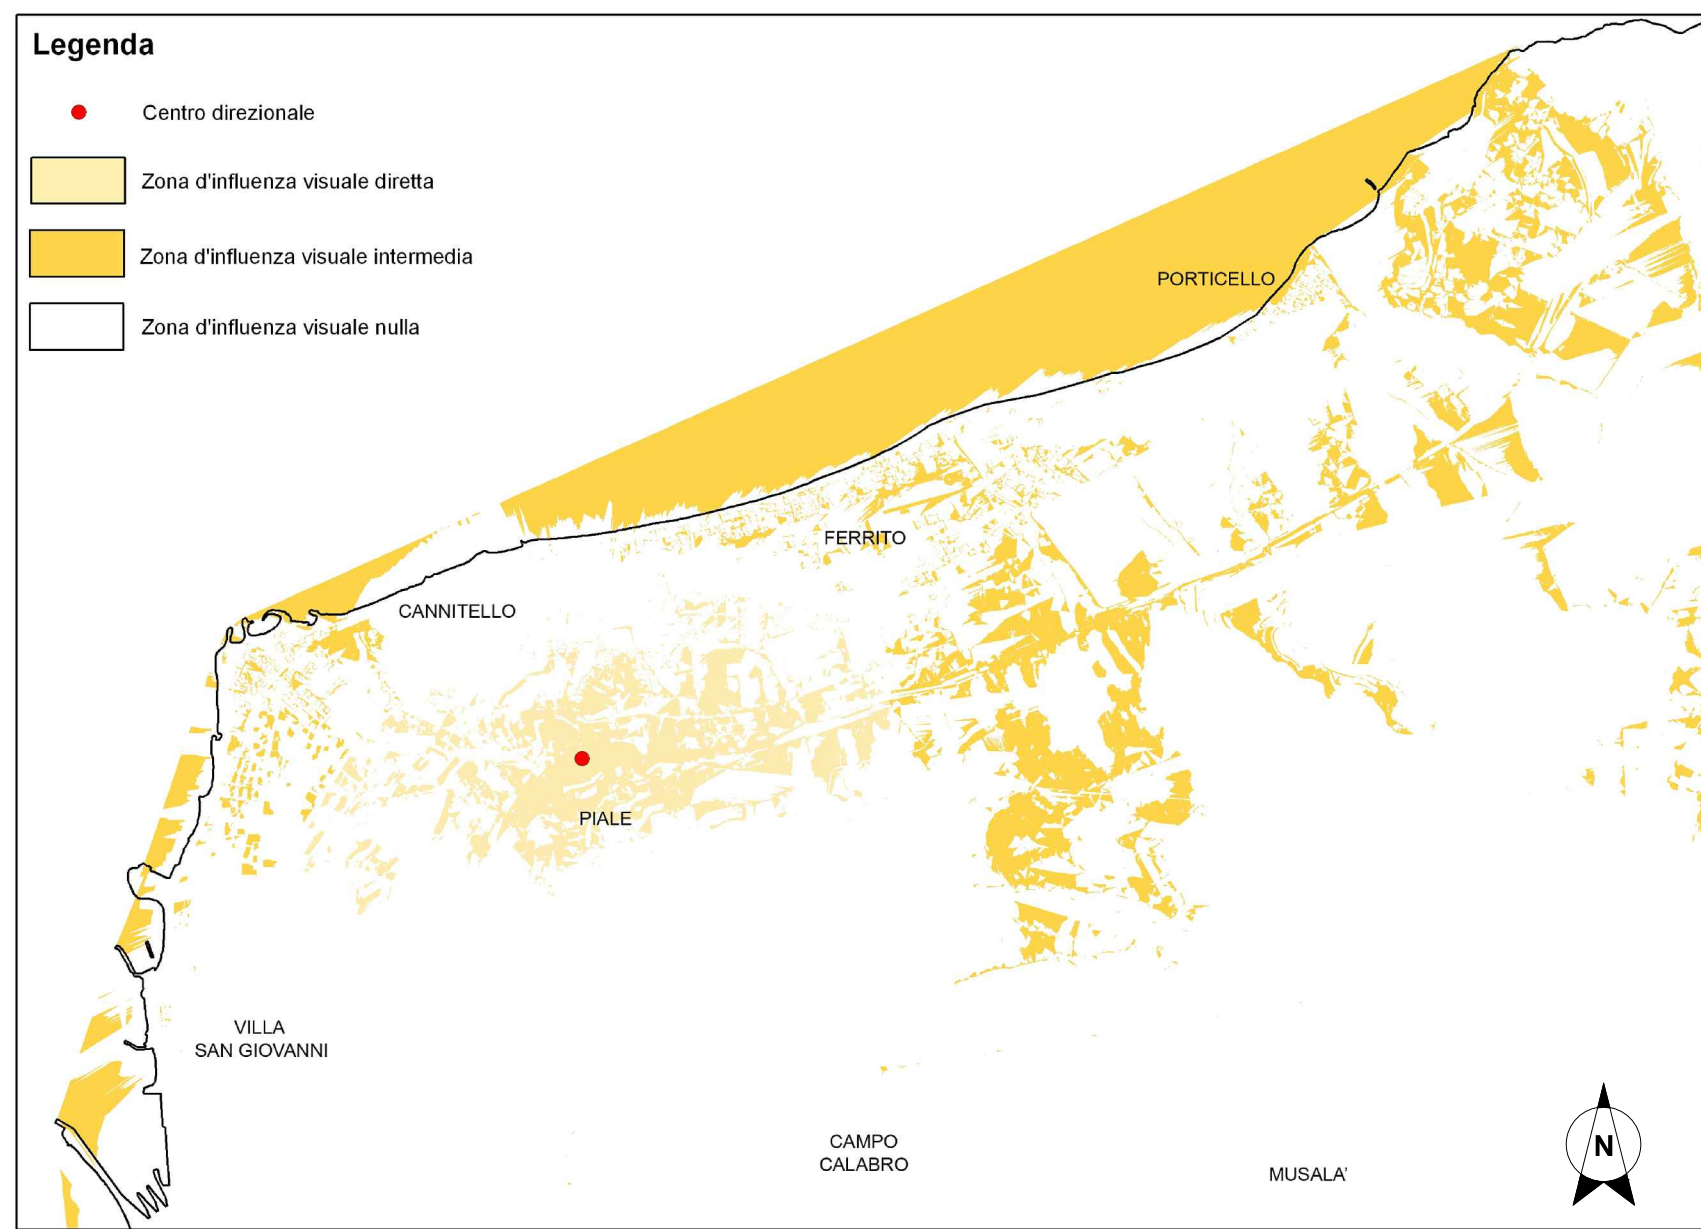 Legenda
Centro direzionale
Zona d'influenza visuale diretta
Zona d'influenza visuale intermedia
Zona d'influenza visuale nulla
PORTICELLO
FERRITO
CANNITELLO
PIALE
VILLA
SAN GIOVANNI
CAMPO
CALABRO
MUSALA'
N